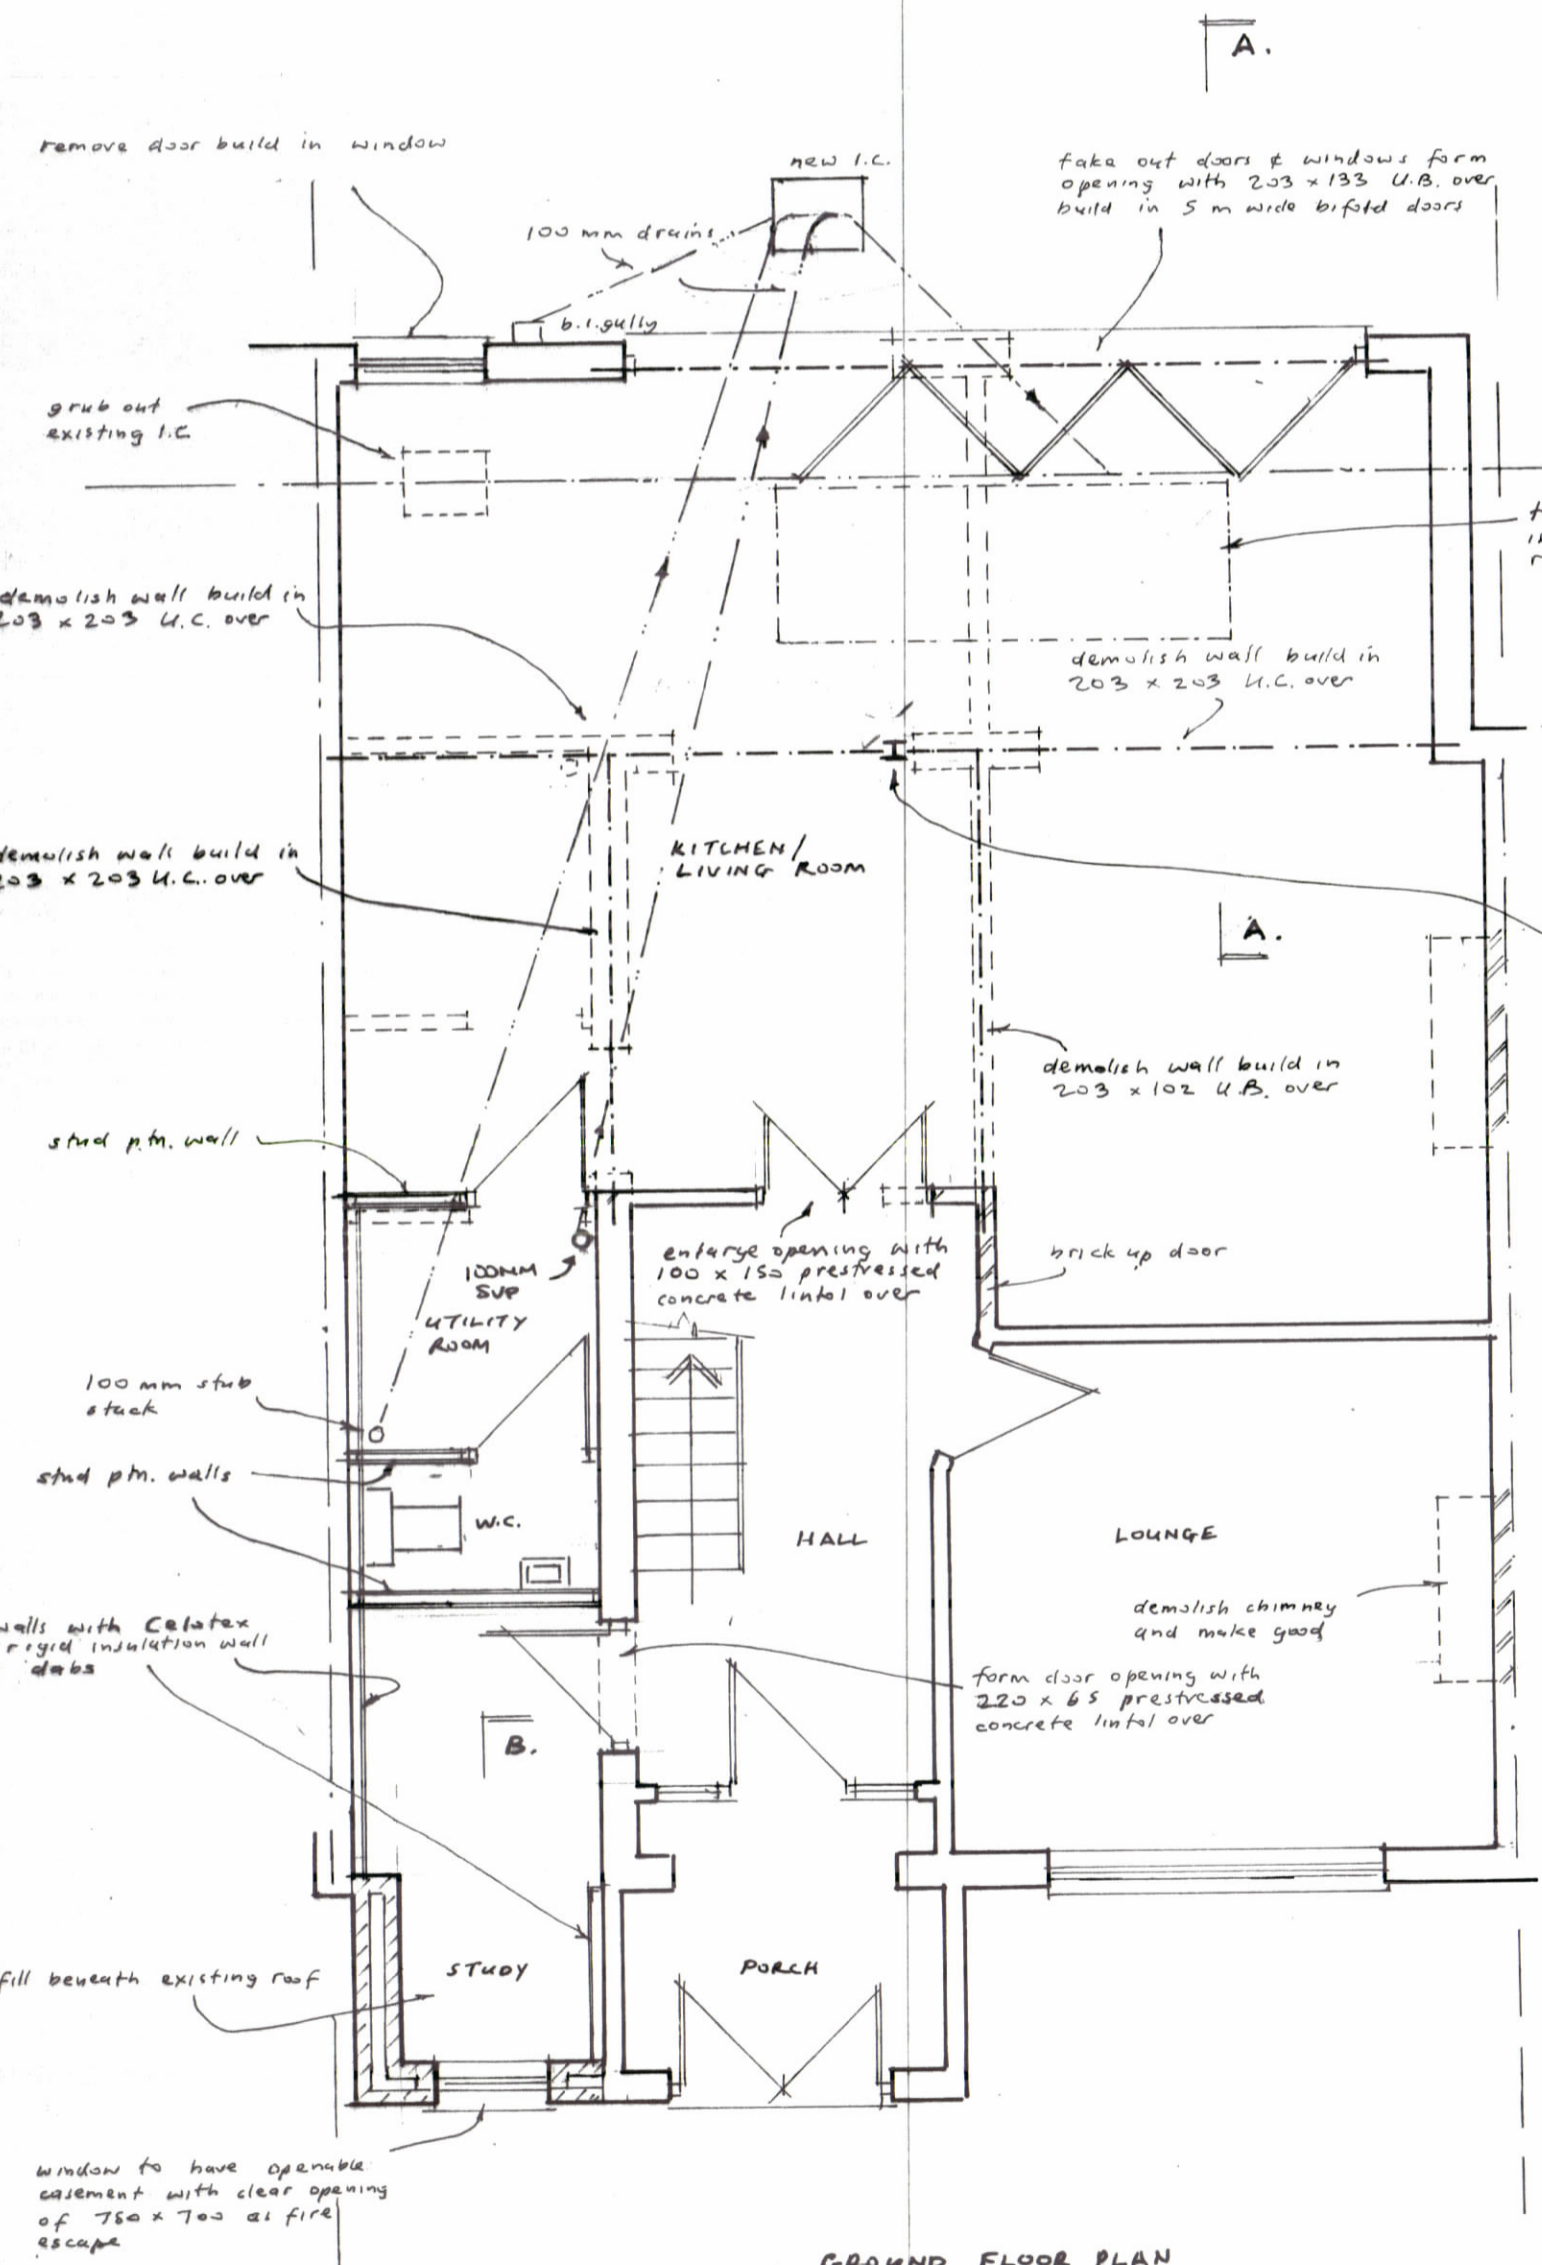 A.
remove door build in window
new I.C.
take out doors & windows form
opening with 203 x 133 U.B. over
build in 5 m wide bifold doors
100 mm drains
b.i.gully
grub out
existing I.C
demolish wall build in
203 x 203 U.C. over
demolish wall build in
203 x 203 U.C. over
demolish wall build in
203 x 203 U.C. over
KITCHEN/
LIVING ROOM
A.
demolish wall build in
203 x 102 U.B. over
stud ptn. wall
enlarge opening with
100 x 150 prestressed
concrete lintol over
brick up door
100MM
SVP
UTILITY
ROOM
100 mm stub
stack
stud ptn. walls
W.C.
HALL
LOUNGE
demolish chimney
and make good
walls with Celotex
rigid insulation wall
dabs
form door opening with
220 x 65 prestressed
concrete lintol over
B.
STUDY
PORCH
fill beneath existing roof
window to have openable
casement with clear opening
of 750 x 700 as fire
escape
GROUND FLOOR PLAN